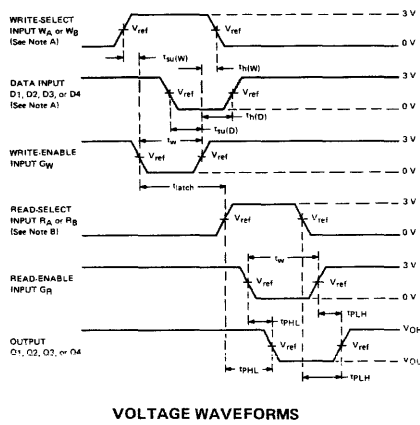 WRITE-SELECT
INPUT WA or WB
(See Note A)
Vref
Vref
3 V
0 V
tsu(W)
th(W)
DATA INPUT
D1, D2, D3, or D4
(See Note A)
Vref
Vref
3 V
0 V
th(D)
tsu(D)
tw
WRITE-ENABLE
INPUT GW
Vref
Vref
3 V
0 V
tlatch
READ-SELECT
INPUT RA or RB
(See Note B)
Vref
Vref
3 V
0 V
tw
READ-ENABLE
INPUT GR
Vref
Vref
3 V
0 V
tPHL
tPLH
OUTPUT
Q1, Q2, Q3, or Q4
Vref
Vref
VOH
VOL
tPHL
tPLH
VOLTAGE WAVEFORMS